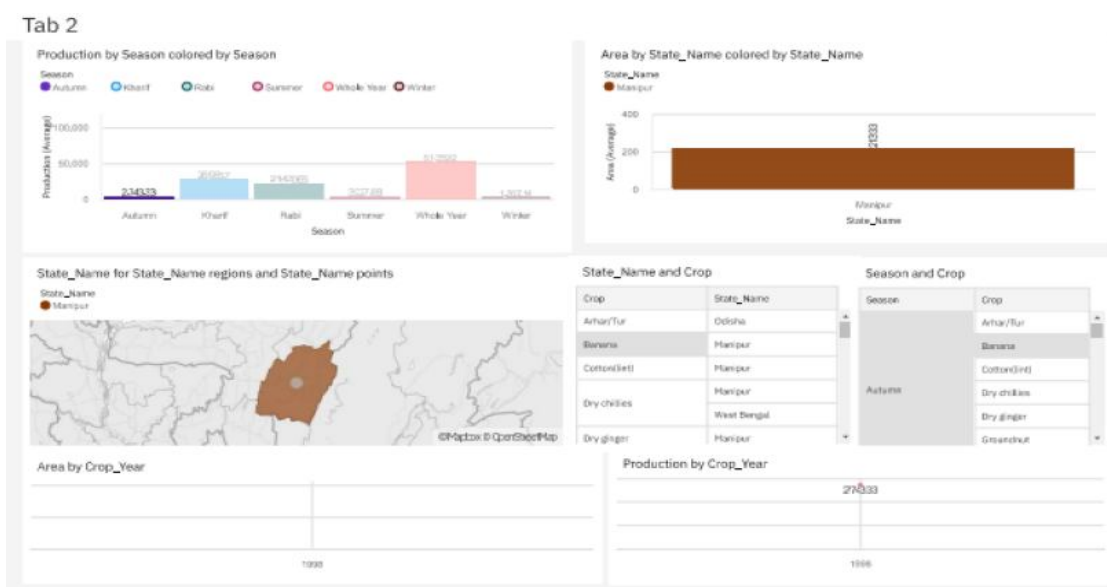 Tab 2
Production by Season colored by Season
Season
Autumn Kharif Rabi Summer Whole Year Winter
Production (Average)
100,000
50,000
0
Autumn Kharif Rabi Summer Whole Year Winter
Season
Area by State_Name colored by State_Name
State_Name
Manipur
Area (Average)
400
200
0
21333
Manipur
State_Name
State_Name for State_Name regions and State_Name points
State_Name
Manipur
©Mapbox © OpenStreetMap
State_Name and Crop
Crop State_Name
Arhar/Tur Odisha
Banana Manipur
Cotton(lint) Manipur
Dry chillies Manipur
West Bengal
Dry ginger Manipur
Season and Crop
Season Crop
Autumn
Arhar/Tur
Banana
Cotton(lint)
Dry chillies
Dry ginger
Groundnut
Area by Crop_Year
1998
Production by Crop_Year
274333
1998